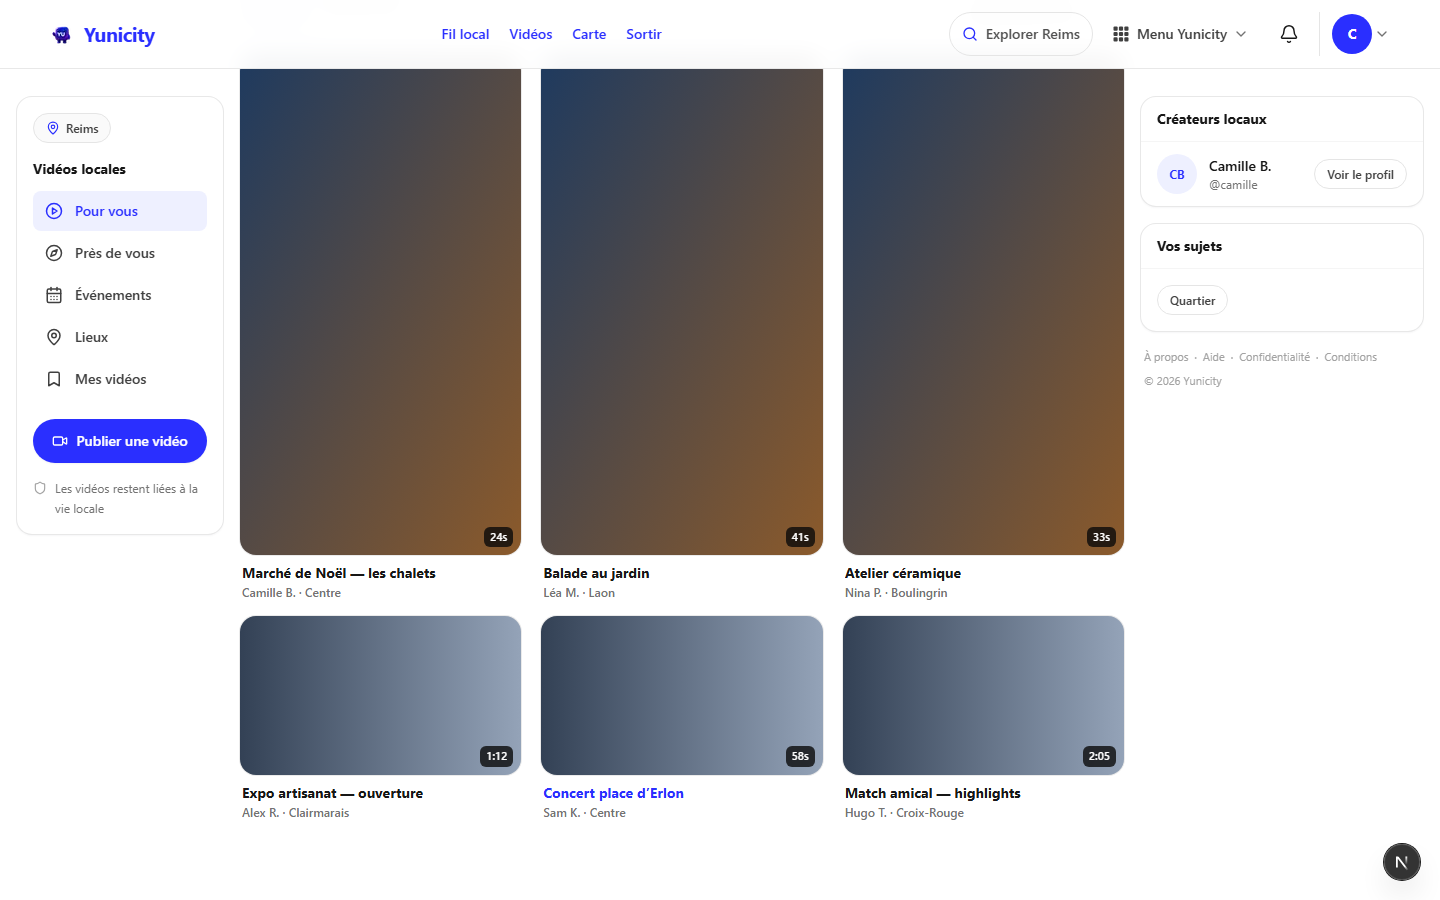 YU
Yunicity
Fil local
Vidéos
Carte
Sortir
Explorer Reims
Menu Yunicity
C
Reims
Vidéos locales
Pour vous
Près de vous
Événements
Lieux
Mes vidéos
Publier une vidéo
Les vidéos restent liées à la
vie locale
24s
Marché de Noël — les chalets
Camille B. · Centre
41s
Balade au jardin
Léa M. · Laon
33s
Atelier céramique
Nina P. · Boulingrin
1:12
Expo artisanat — ouverture
Alex R. · Clairmarais
58s
Concert place d’Erlon
Sam K. · Centre
2:05
Match amical — highlights
Hugo T. · Croix-Rouge
Créateurs locaux
CB
Camille B.
@camille
Voir le profil
Vos sujets
Quartier
À propos · Aide · Confidentialité · Conditions
© 2026 Yunicity
N